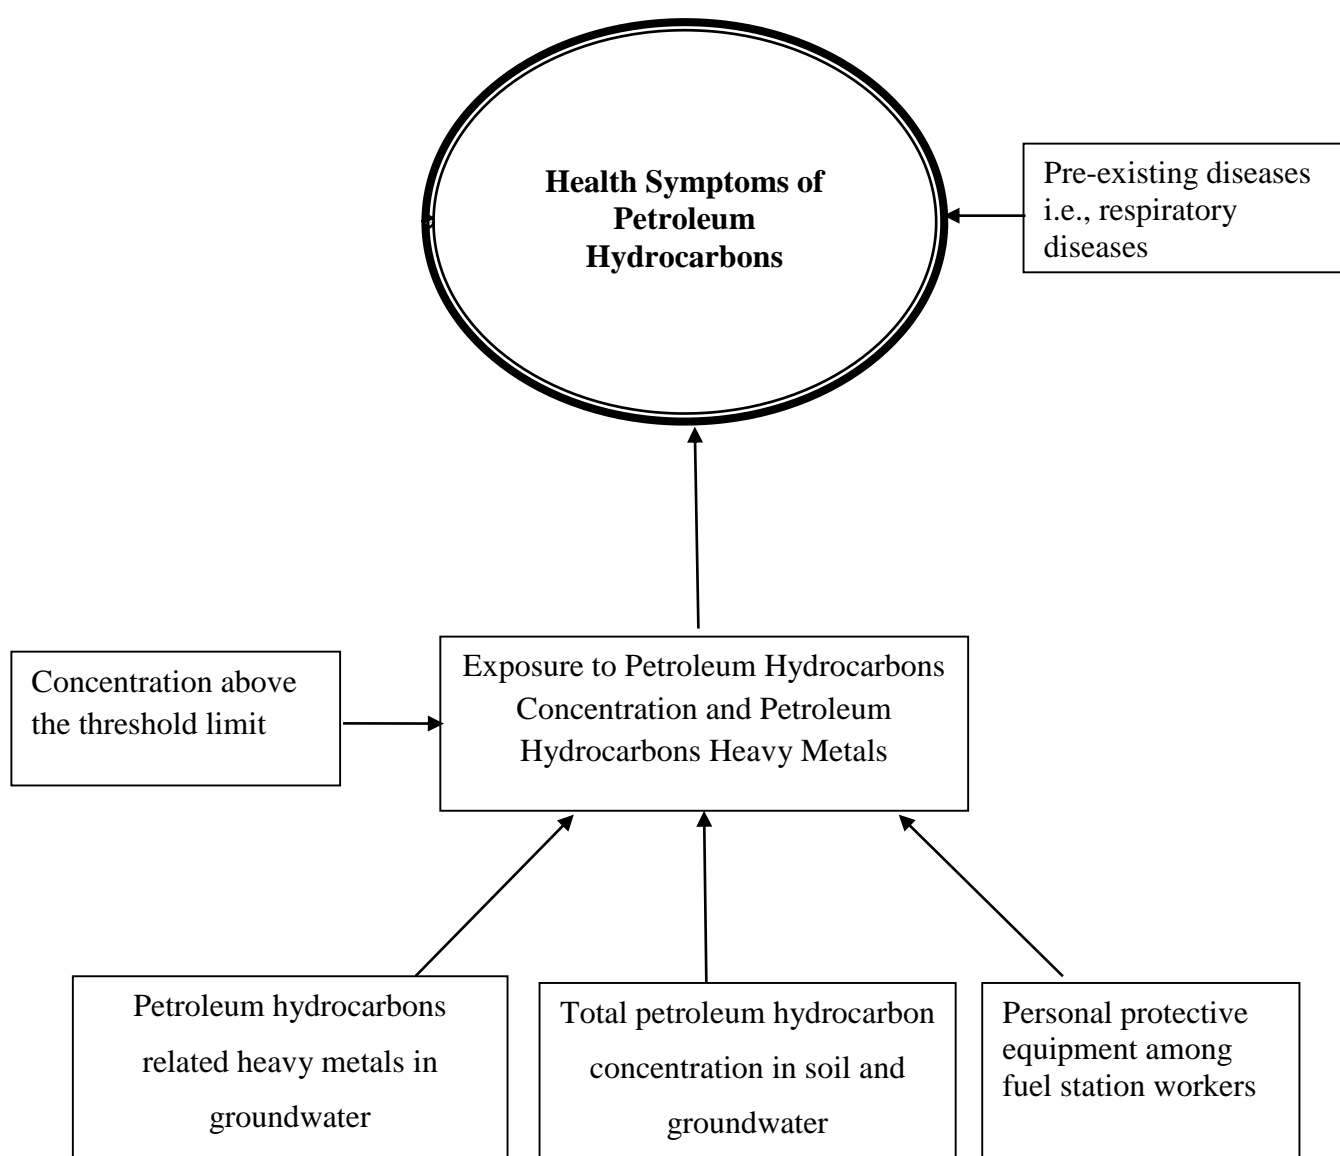 Health Symptoms of
Petroleum
Hydrocarbons
Pre-existing diseases
i.e., respiratory
diseases
Concentration above
the threshold limit
Exposure to Petroleum Hydrocarbons
Concentration and Petroleum
Hydrocarbons Heavy Metals
Petroleum hydrocarbons
related heavy metals in
groundwater
Total petroleum hydrocarbon
concentration in soil and
groundwater
Personal protective
equipment among
fuel station workers